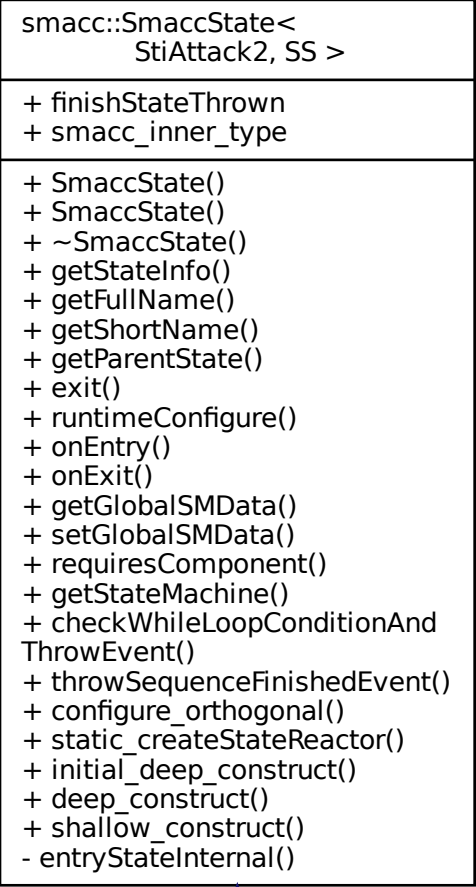 smacc::SmaccState<
StiAttack2, SS >
+ finishStateThrown
+ smacc_inner_type
+ SmaccState()
+ SmaccState()
+ ~SmaccState()
+ getStateInfo()
+ getFullName()
+ getShortName()
+ getParentState()
+ exit()
+ runtimeConfigure()
+ onEntry()
+ onExit()
+ getGlobalSMData()
+ setGlobalSMData()
+ requiresComponent()
+ getStateMachine()
+ checkWhileLoopConditionAnd
ThrowEvent()
+ throwSequenceFinishedEvent()
+ configure_orthogonal()
+ static_createStateReactor()
+ initial_deep_construct()
+ deep_construct()
+ shallow_construct()
- entryStateInternal()